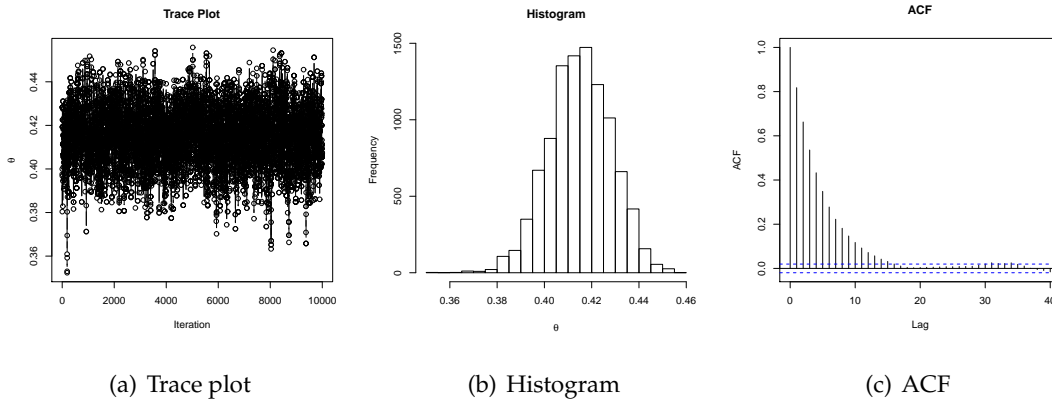 Trace Plot
θ
0.36 0.38 0.40 0.42 0.44
0 2000 4000 6000 8000 10000
Iteration
Histogram
Frequency
0 500 1000 1500
0.36 0.38 0.40 0.42 0.44 0.46
θ
ACF
ACF
0.0 0.2 0.4 0.6 0.8 1.0
0 10 20 30 40
Lag
(a) Trace plot
(b) Histogram
(c) ACF